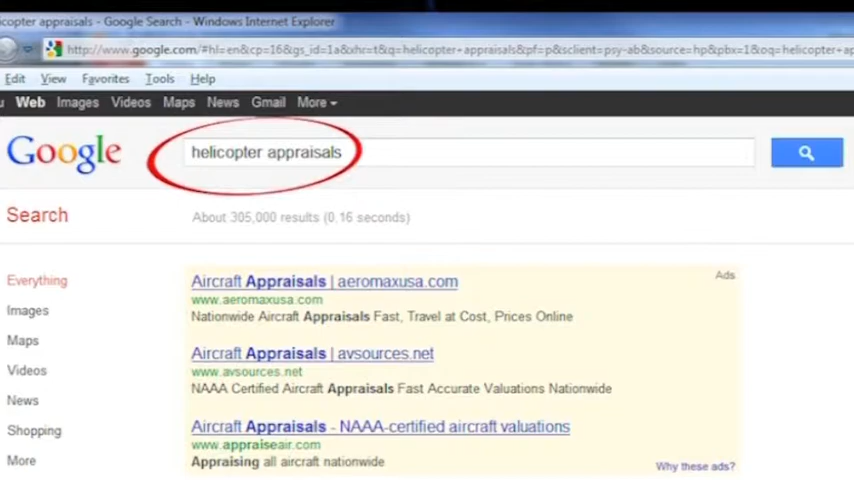 icopter appraisals - Google Search - Windows Internet Explorer
http://www.google.com/#hl=en&cp=16&gs_id=1a&xhr=t&q=helicopter+appraisals&pf=p&sclient=psy-ab&source=hp&pbx=1&oq=helicopter+ap
Edit View Favorites Tools Help
u Web Images Videos Maps News Gmail More
Google
helicopter appraisals
Search
About 305,000 results (0.16 seconds)
Everything
Images
Maps
Videos
News
Shopping
More
Ads
Aircraft Appraisals | aeromaxusa.com
www.aeromaxusa.com
Nationwide Aircraft Appraisals Fast, Travel at Cost, Prices Online
Aircraft Appraisals | avsources.net
www.avsources.net
NAAA Certified Aircraft Appraisals Fast Accurate Valuations Nationwide
Aircraft Appraisals - NAAA-certified aircraft valuations
www.appraiseair.com
Appraising all aircraft nationwide
Why these ads?